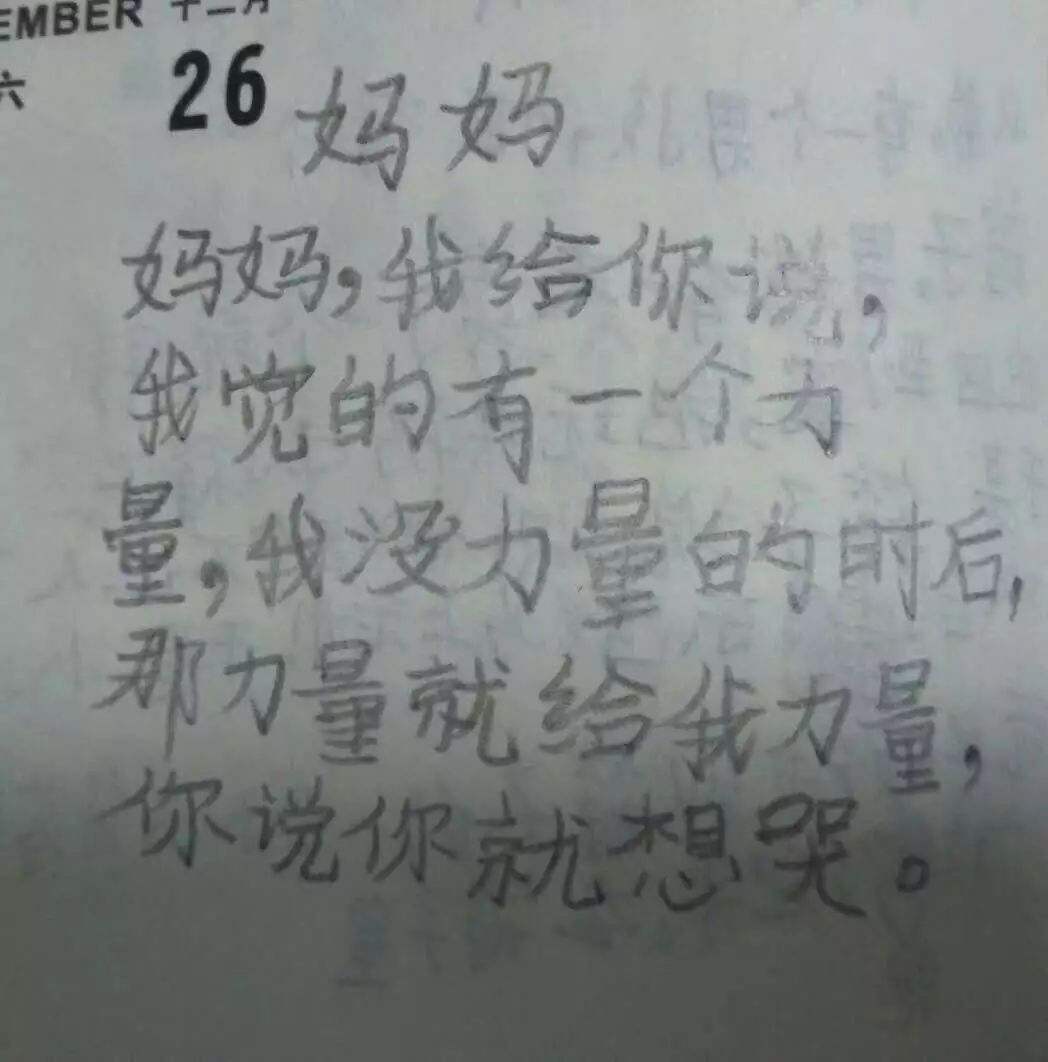 EMBER 十二月
六 26 妈妈
妈妈，我给你说，
我觉的有一个力
量，我没力量的时后，
那力量就给我力量，
你说你就想哭。